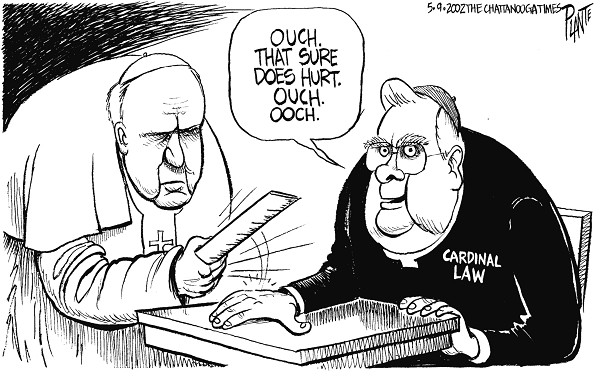 5·9·2002 THE CHATTANOOGA TIMES
PLANTE
OUCH.
THAT SURE
DOES HURT.
OUCH.
OOCH.
CARDINAL
LAW